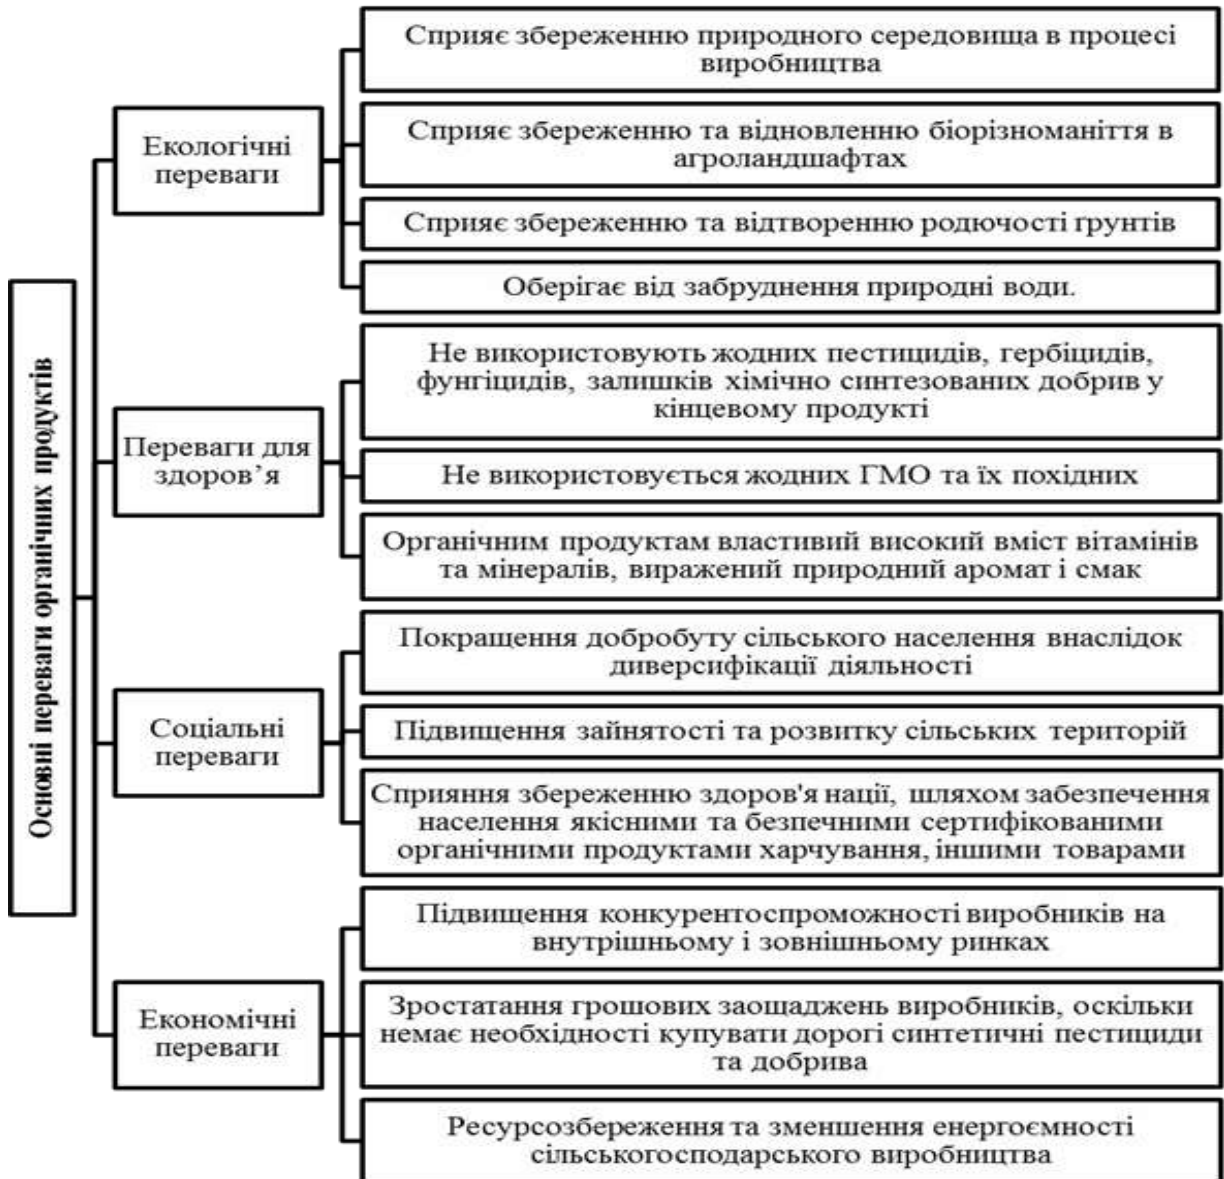 Основні переваги органічних продуктів
Екологічні
переваги
Сприяє збереженню природного середовища в процесі
виробництва
Сприяє збереженню та відновленню біорізноманіття в
агроландшафтах
Сприяє збереженню та відтворенню родючості ґрунтів
Оберігає від забруднення природні води.
Переваги для
здоров’я
Не використовують жодних пестицидів, гербіцидів,
фунгіцидів, залишків хімічно синтезованих добрив у
кінцевому продукті
Не використовується жодних ГМО та їх похідних
Органічним продуктам властивий високий вміст вітамінів
та мінералів, виражений природний аромат і смак
Соціальні
переваги
Покращення добробуту сільського населення внаслідок
диверсифікації діяльності
Підвищення зайнятості та розвитку сільських територій
Сприяння збереженню здоров'я нації, шляхом забезпечення
населення якісними та безпечними сертифікованими
органічними продуктами харчування, іншими товарами
Економічні
переваги
Підвищення конкурентоспроможності виробників на
внутрішньому і зовнішньому ринках
Зростатання грошових заощаджень виробників, оскільки
немає необхідності купувати дорогі синтетичні пестициди
та добрива
Ресурсозбереження та зменшення енергоємності
сільськогосподарського виробництва